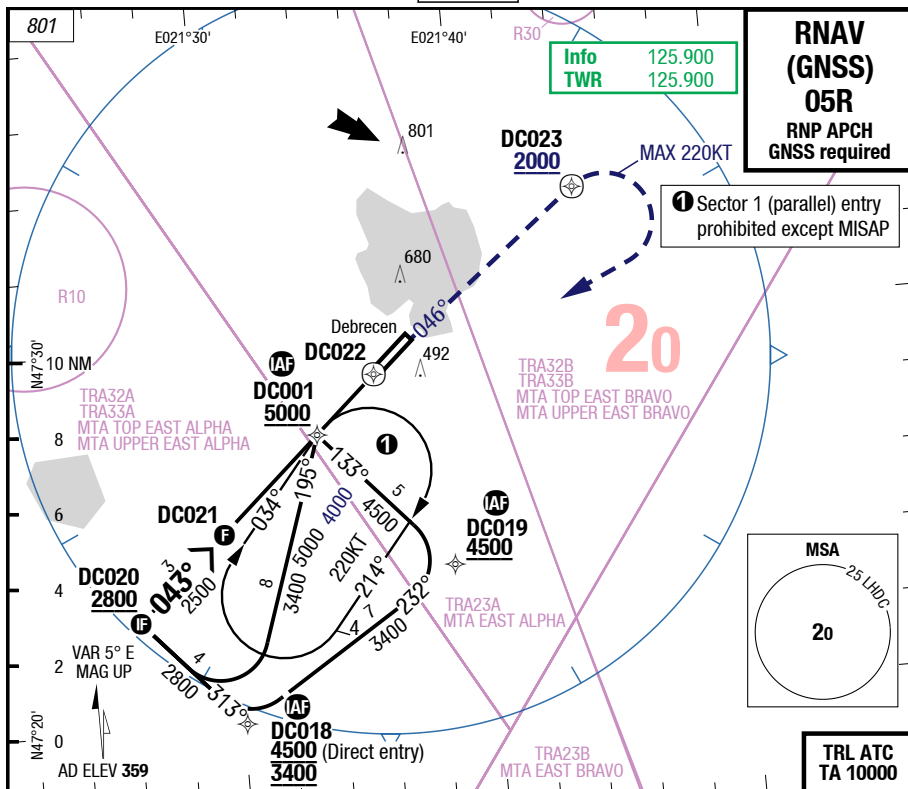 801
E021°30'
E021°40'
R30
Info 125.900
TWR 125.900
RNAV
(GNSS)
05R
RNP APCH
GNSS required
801
DC023
2000
MAX 220KT
❶ Sector 1 (parallel) entry
prohibited except MISAP
680
R10
046°
Debrecen
DC022
492
20
N47°30'
10 NM
IAF
DC001
5000
TRA32A
TRA33A
MTA TOP EAST ALPHA
MTA UPPER EAST ALPHA
TRA32B
TRA33B
MTA TOP EAST BRAVO
MTA UPPER EAST BRAVO
8
1
133°
5
4500
195°
034°
4000
5000
3400
8
220KT
214°
4
6
DC021
F
IAF
DC019
4500
MSA
25 LHDC
20
3
043°
2500
DC020
2800
IF
4
232°
7
3400
TRA23A
MTA EAST ALPHA
VAR 5° E
MAG UP
2
4
2800
313°
IAF
DC018
4500 (Direct entry)
3400
N47°20'
0
AD ELEV 359
TRA23B
MTA EAST BRAVO
TRL ATC
TA 10000